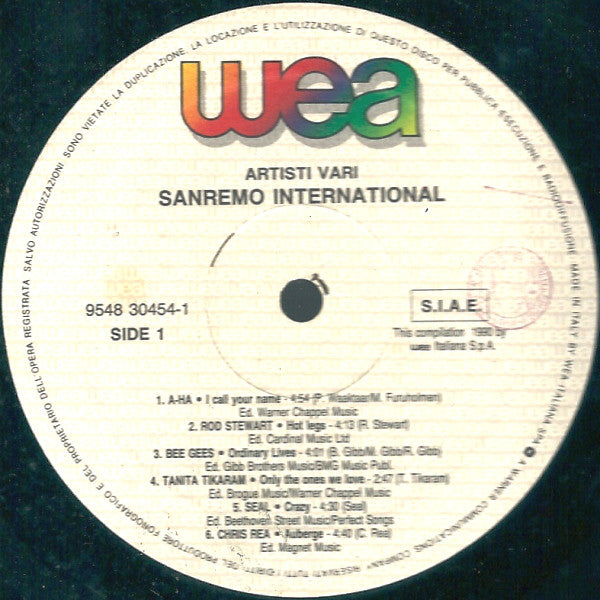 wea
ARTISTI VARI
SANREMO INTERNATIONAL
9548 30454-1
SIDE 1
S.I.A.E.
This compilation 1990 by
wea Italiana S.p.A.
1. A-HA • I call your name - 4:54 (P. Waaktaar/M. Furuholmen)
Ed. Warner Chappel Music
2. ROD STEWART • Hot legs - 4:13 (R. Stewart)
Ed. Cardinal Music Ltd
3. BEE GEES • Ordinary Lives - 4:01 (B. Gibb/M. Gibb/R. Gibb)
Ed. Gibb Brothers Music/BMG Music Publ.
4. TANITA TIKARAM • Only the ones we love - 2:47 (T. Tikaram)
Ed. Brogue Music/Warner Chappel Music
5. SEAL • Crazy - 4:30 (Seal)
Ed. Beethoven Street Music/Perfect Songs
6. CHRIS REA • Auberge - 4:40 (C. Rea)
Ed. Magnet Music
RISERVATI TUTTI I DIRITTI DEL PRODUTTORE FONOGRAFICO E DEL PROPRIETARIO DELL'OPERA REGISTRATA SALVO AUTORIZZAZIONI SONO VIETATE LA DUPLICAZIONE, LA LOCAZIONE E L'UTILIZZAZIONE DI QUESTO DISCO PER PUBBLICA ESECUZIONE E RADIODIFFUSIONE. MADE IN ITALY BY WEA-ITALIANA SPA • A WARNER COMMUNICATIONS COMPANY